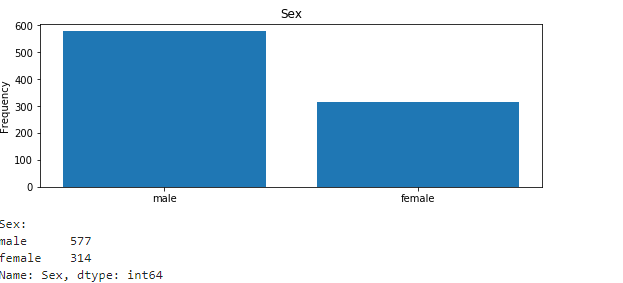 Sex
600
500
400
300
200
100
0
Frequency
male female
Sex:
male 577
female 314
Name: Sex, dtype: int64